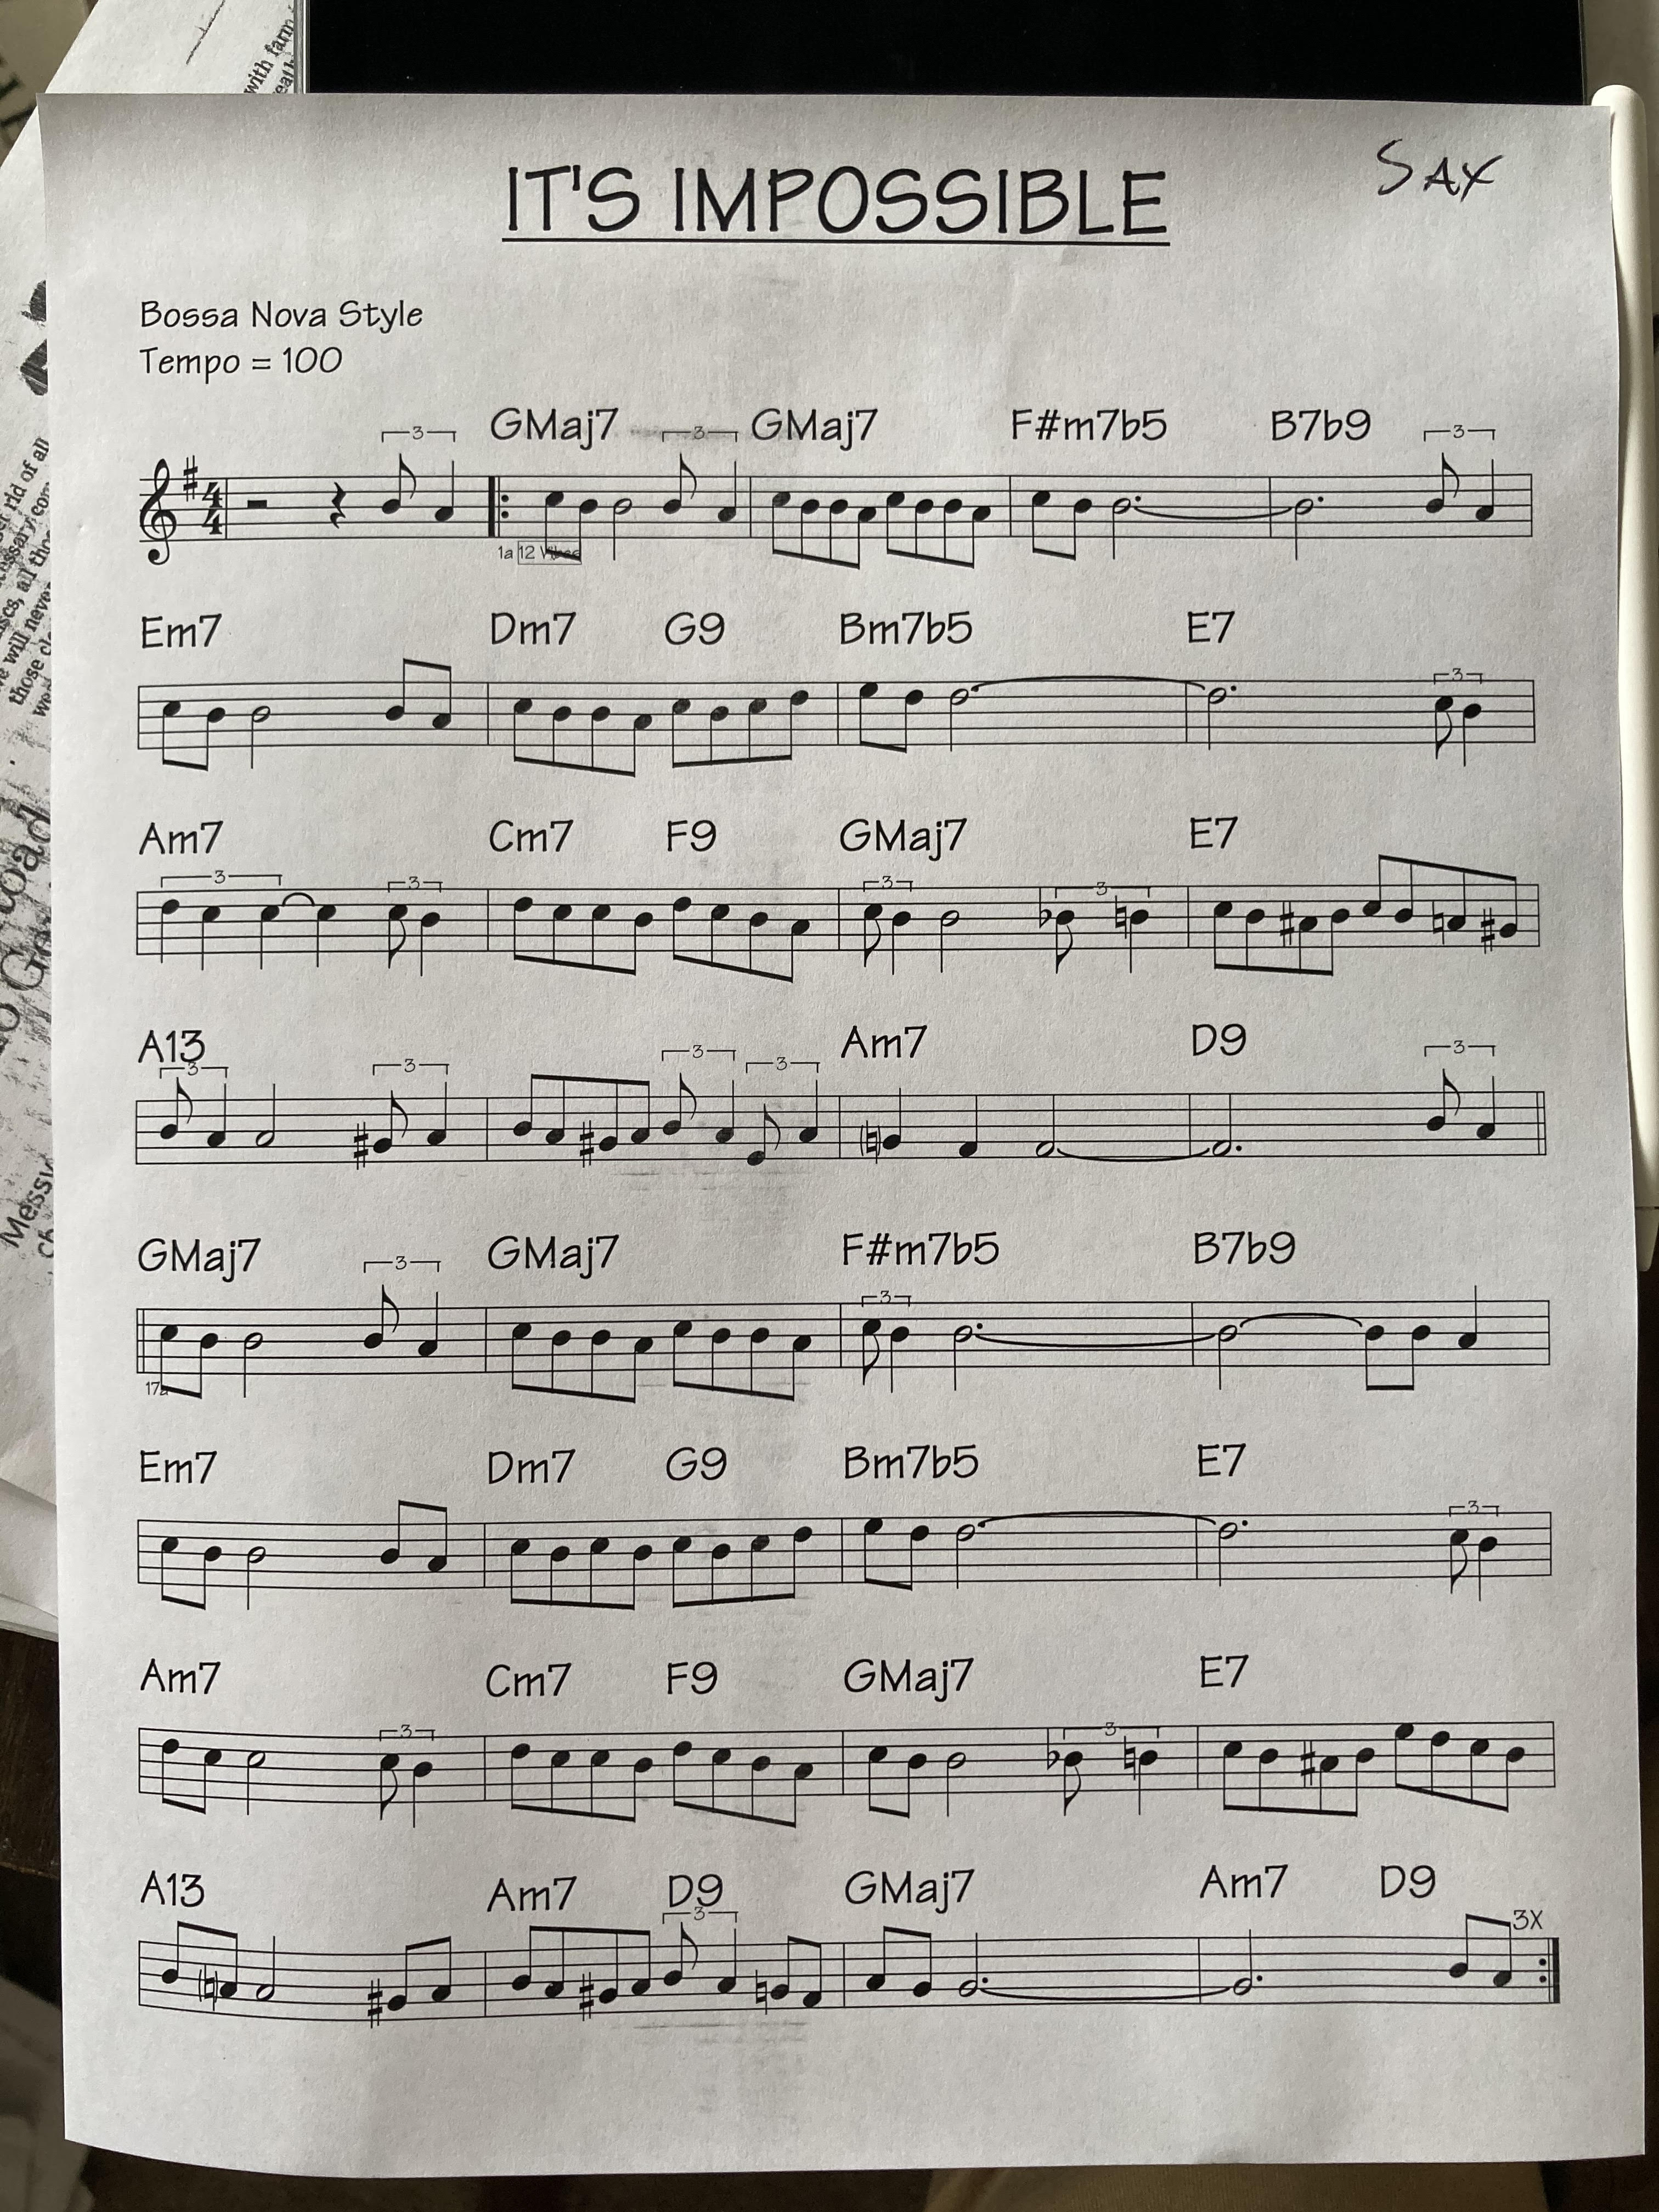 with farm
SAX
IT'S IMPOSSIBLE
Bossa Nova Style
Tempo = 100
rid of all
all
will never
those
3 GMaj7 3 GMaj7 F#m7b5 B7b9 3
4
4
1a 12 Vibes
Em7 Dm7 G9 Bm7b5 E7
3
Am7 Cm7 F9 GMaj7 E7
3 3 3 3
A13 Am7 D9
3 3 3 3 3
GMaj7 3 GMaj7 F#m7b5 B7b9
3
17a
Em7 Dm7 G9 Bm7b5 E7
3
Am7 Cm7 F9 GMaj7 E7
3 3
A13 Am7 D9 GMaj7 Am7 D9
3 3X